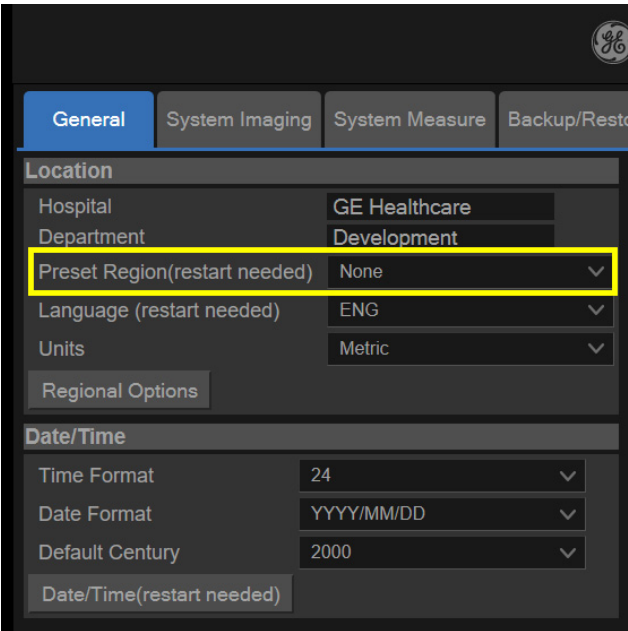 General System Imaging System Measure Backup/Resto
Location
Hospital GE Healthcare
Department Development
Preset Region(restart needed) None
Language (restart needed) ENG
Units Metric
Regional Options
Date/Time
Time Format 24
Date Format YYYY/MM/DD
Default Century 2000
Date/Time(restart needed)